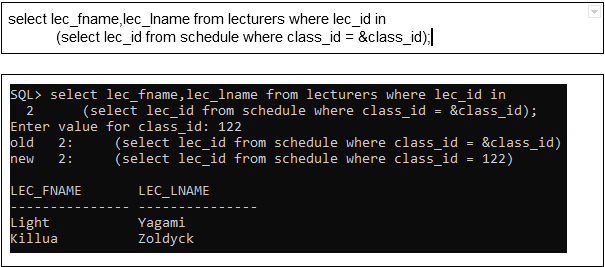 select lec_fname,lec_lname from lecturers where lec_id in
(select lec_id from schedule where class_id = &class_id);
SQL> select lec_fname,lec_lname from lecturers where lec_id in
2 (select lec_id from schedule where class_id = &class_id);
Enter value for class_id: 122
old 2: (select lec_id from schedule where class_id = &class_id)
new 2: (select lec_id from schedule where class_id = 122)
LEC_FNAME LEC_LNAME
--------------- ---------------
Light Yagami
Killua Zoldyck